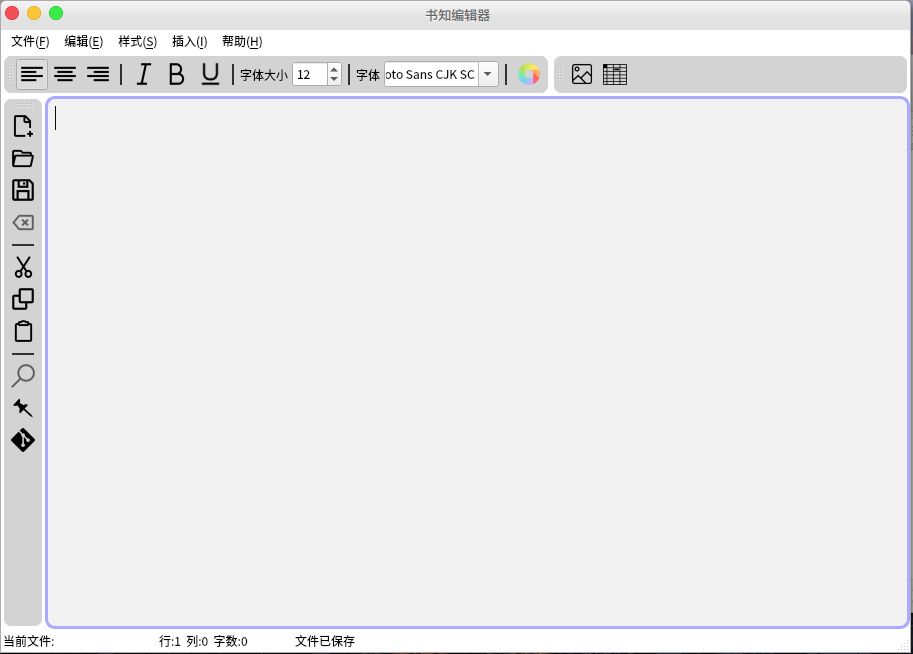 书知编辑器
文件(F) 编辑(E) 样式(S) 插入(I) 帮助(H)
I B U 字体大小 12 字体 oto Sans CJK SC
当前文件: 行:1 列:0 字数:0 文件已保存